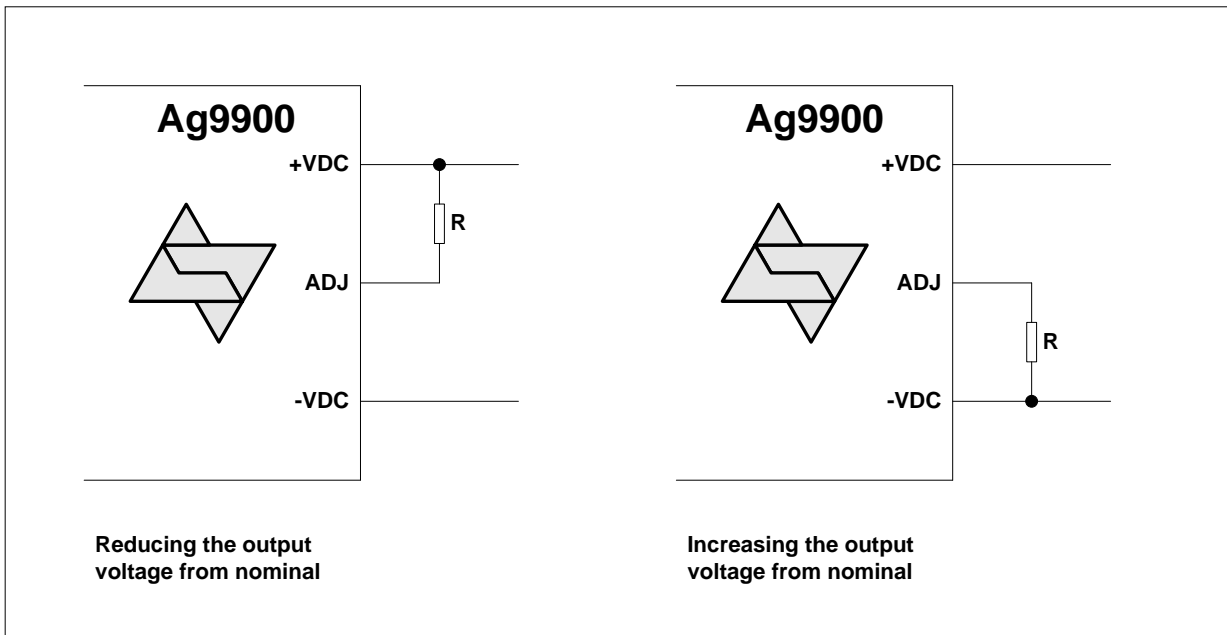 Ag9900
+VDC
R
ADJ
-VDC
Reducing the output
voltage from nominal
Ag9900
+VDC
ADJ
R
-VDC
Increasing the output
voltage from nominal